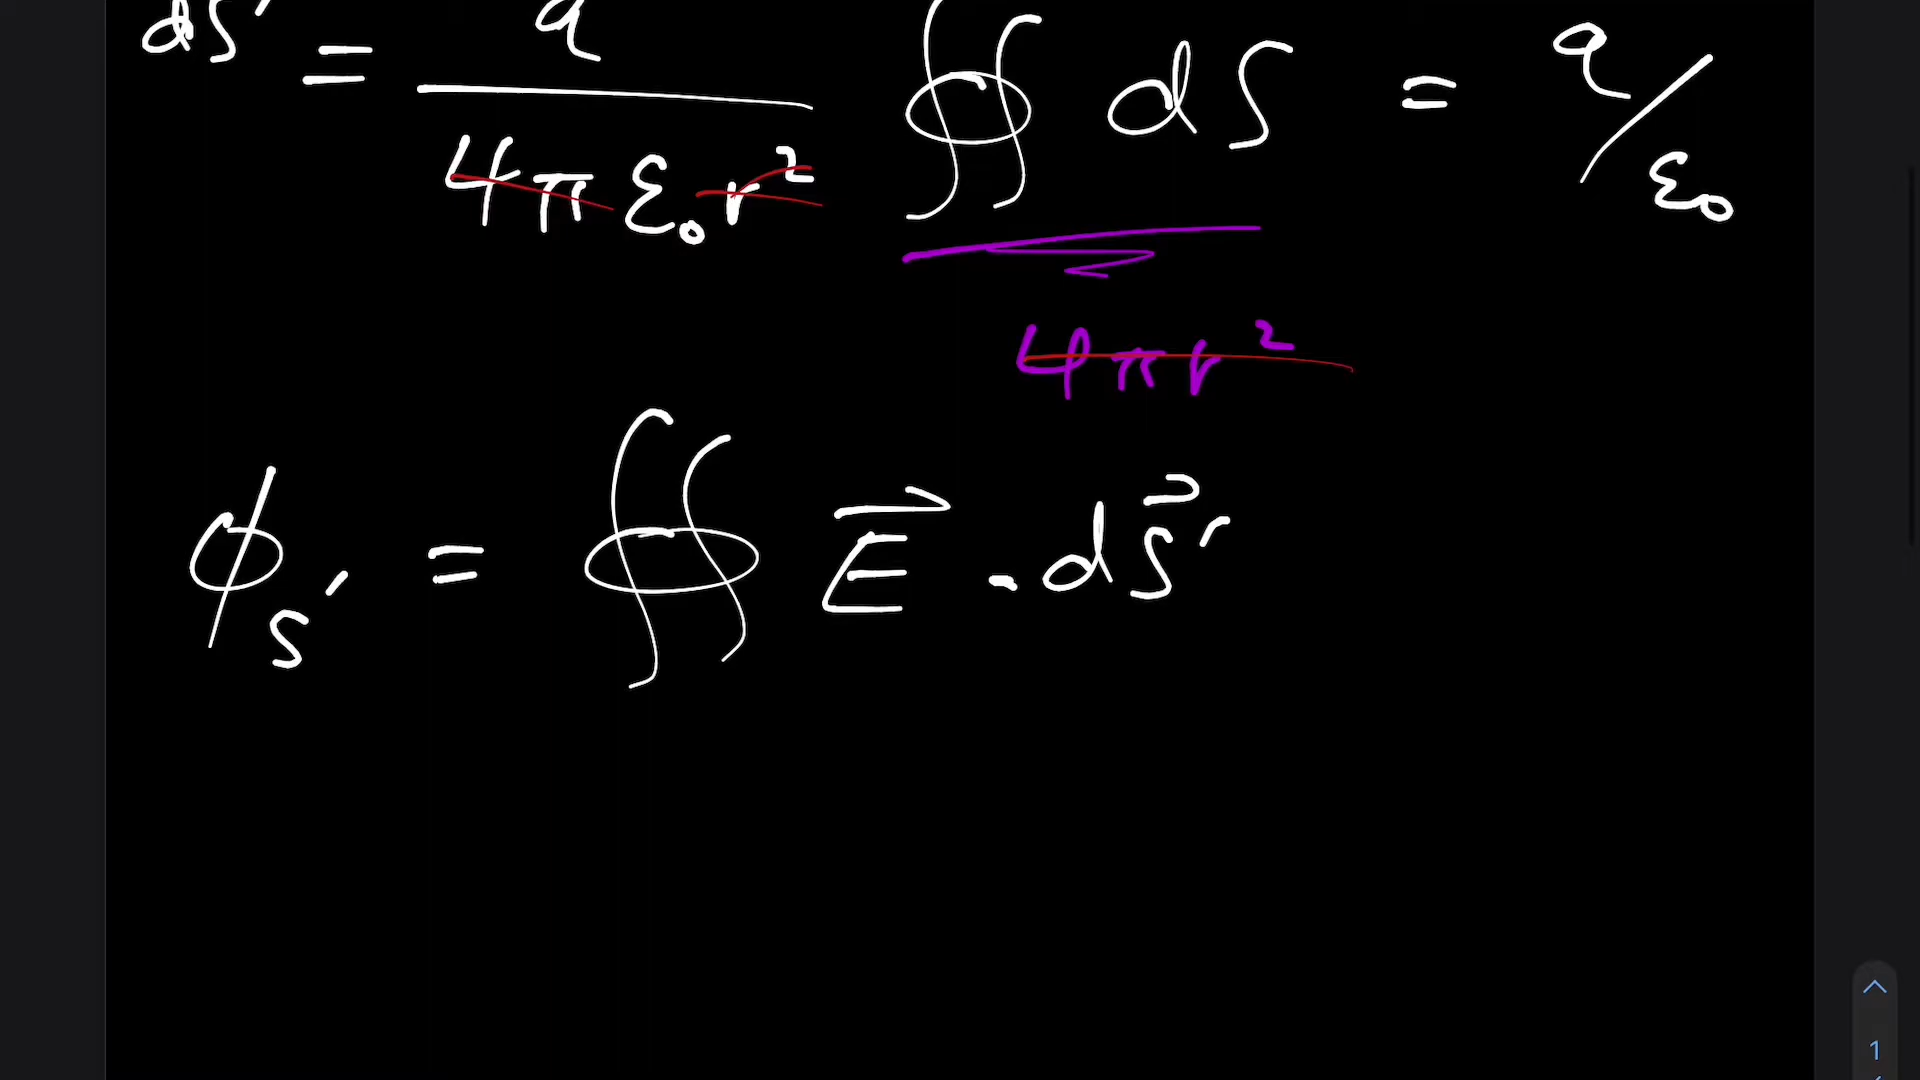 dS' = q / 4πε₀r² ∯ dS = q/ε₀
4πr²
ϕ_S' = ∯ E⃗ · dS⃗'
1